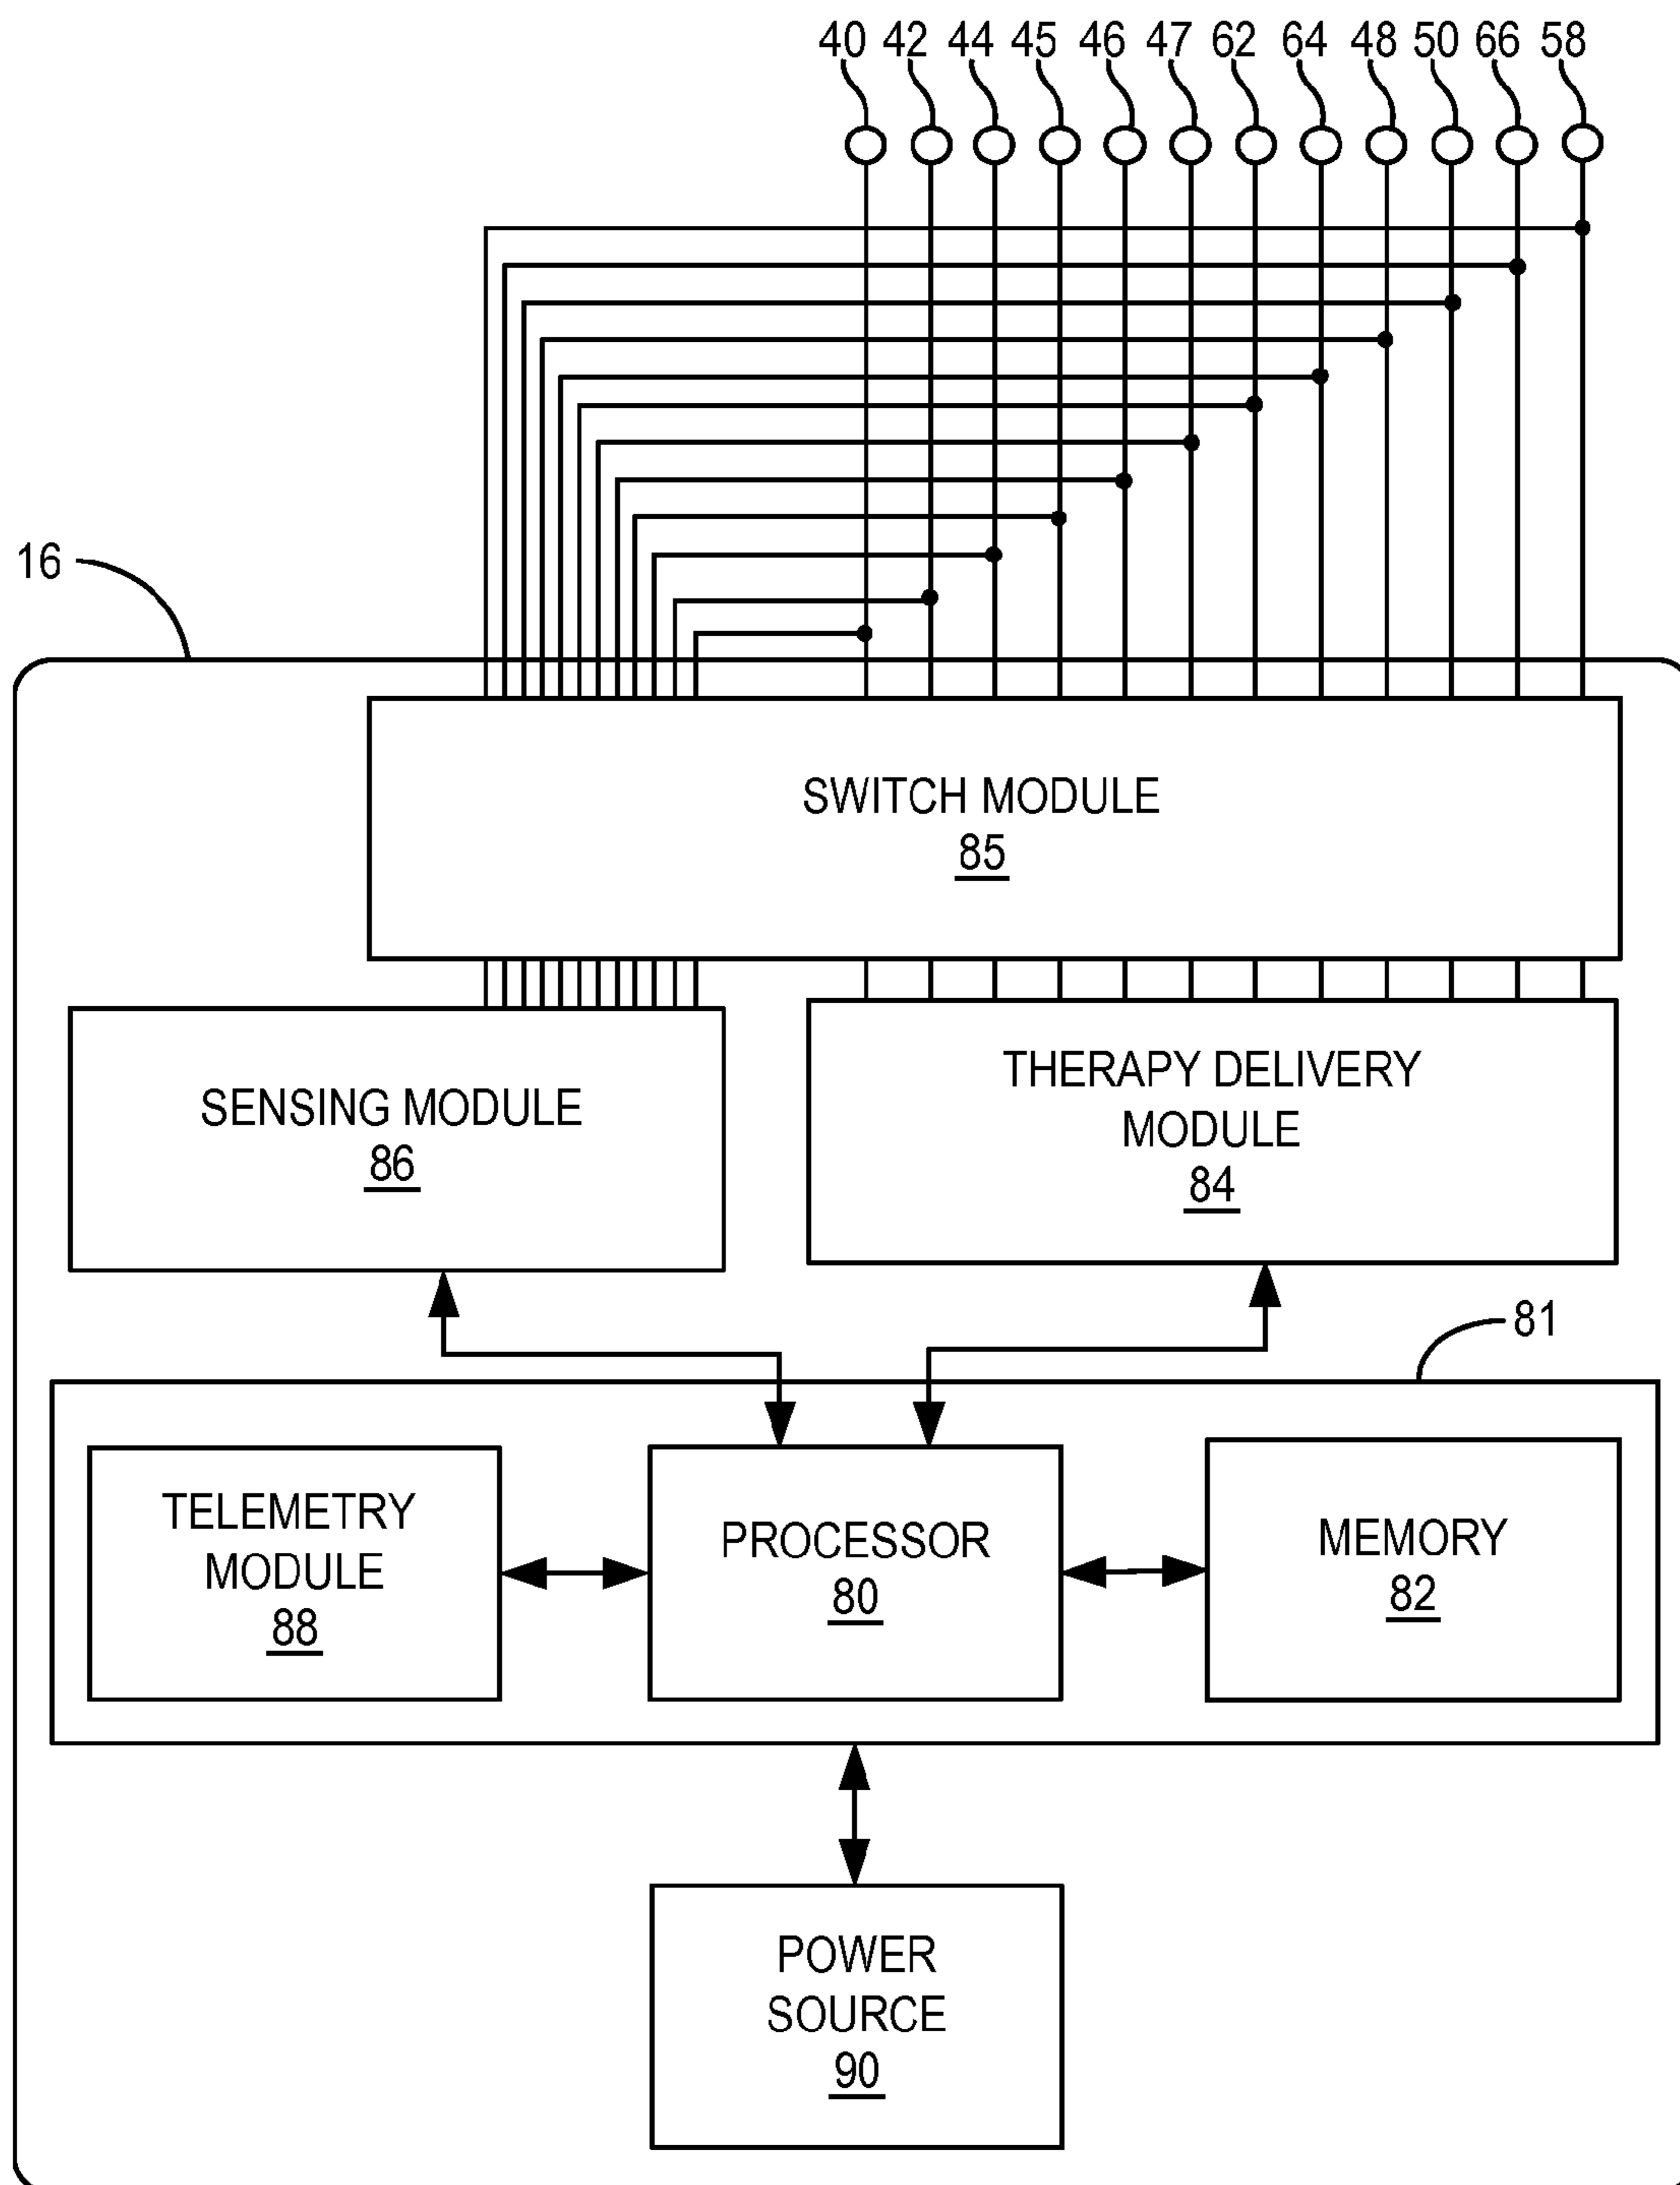 40 42 44 45 46 47 62 64 48 50 66 58
16
SWITCH MODULE
85
SENSING MODULE
86
THERAPY DELIVERY
MODULE
84
81
TELEMETRY
MODULE
88
PROCESSOR
80
MEMORY
82
POWER
SOURCE
90